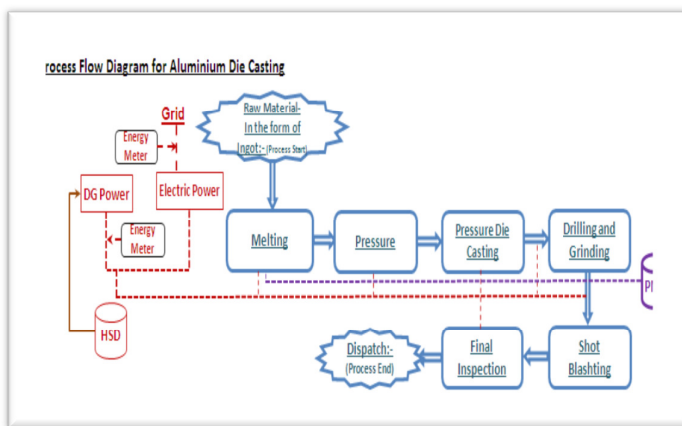 rocess Flow Diagram for Aluminium Die Casting
Grid
Energy
Meter
DG Power
Electric Power
Energy
Meter
HSD
Raw Material-
In the form of
Ingot:- (Process Start)
Melting
Pressure
Pressure Die
Casting
Drilling and
Grinding
Shot
Blashting
Final
Inspection
Dispatch:-
(Process End)